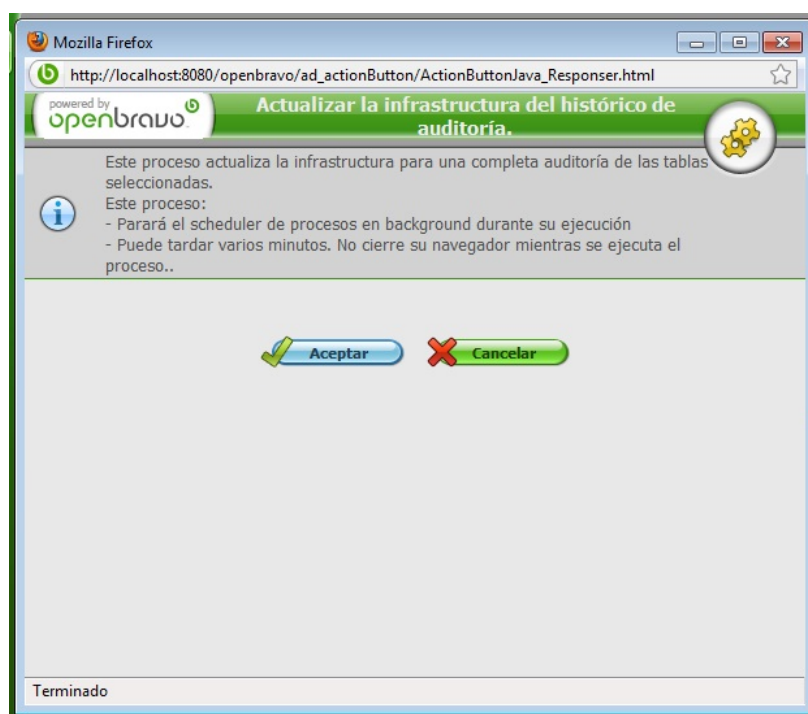 Mozilla Firefox
http://localhost:8080/openbravo/ad_actionButton/ActionButtonJava_Responser.html
powered by
openbravo
Actualizar la infrastructura del histórico de
auditoría.
Este proceso actualiza la infrastructura para una completa auditoría de las tablas
seleccionadas.
Este proceso:
- Parará el scheduler de procesos en background durante su ejecución
- Puede tardar varios minutos. No cierre su navegador mientras se ejecuta el
proceso..
Aceptar Cancelar
Terminado